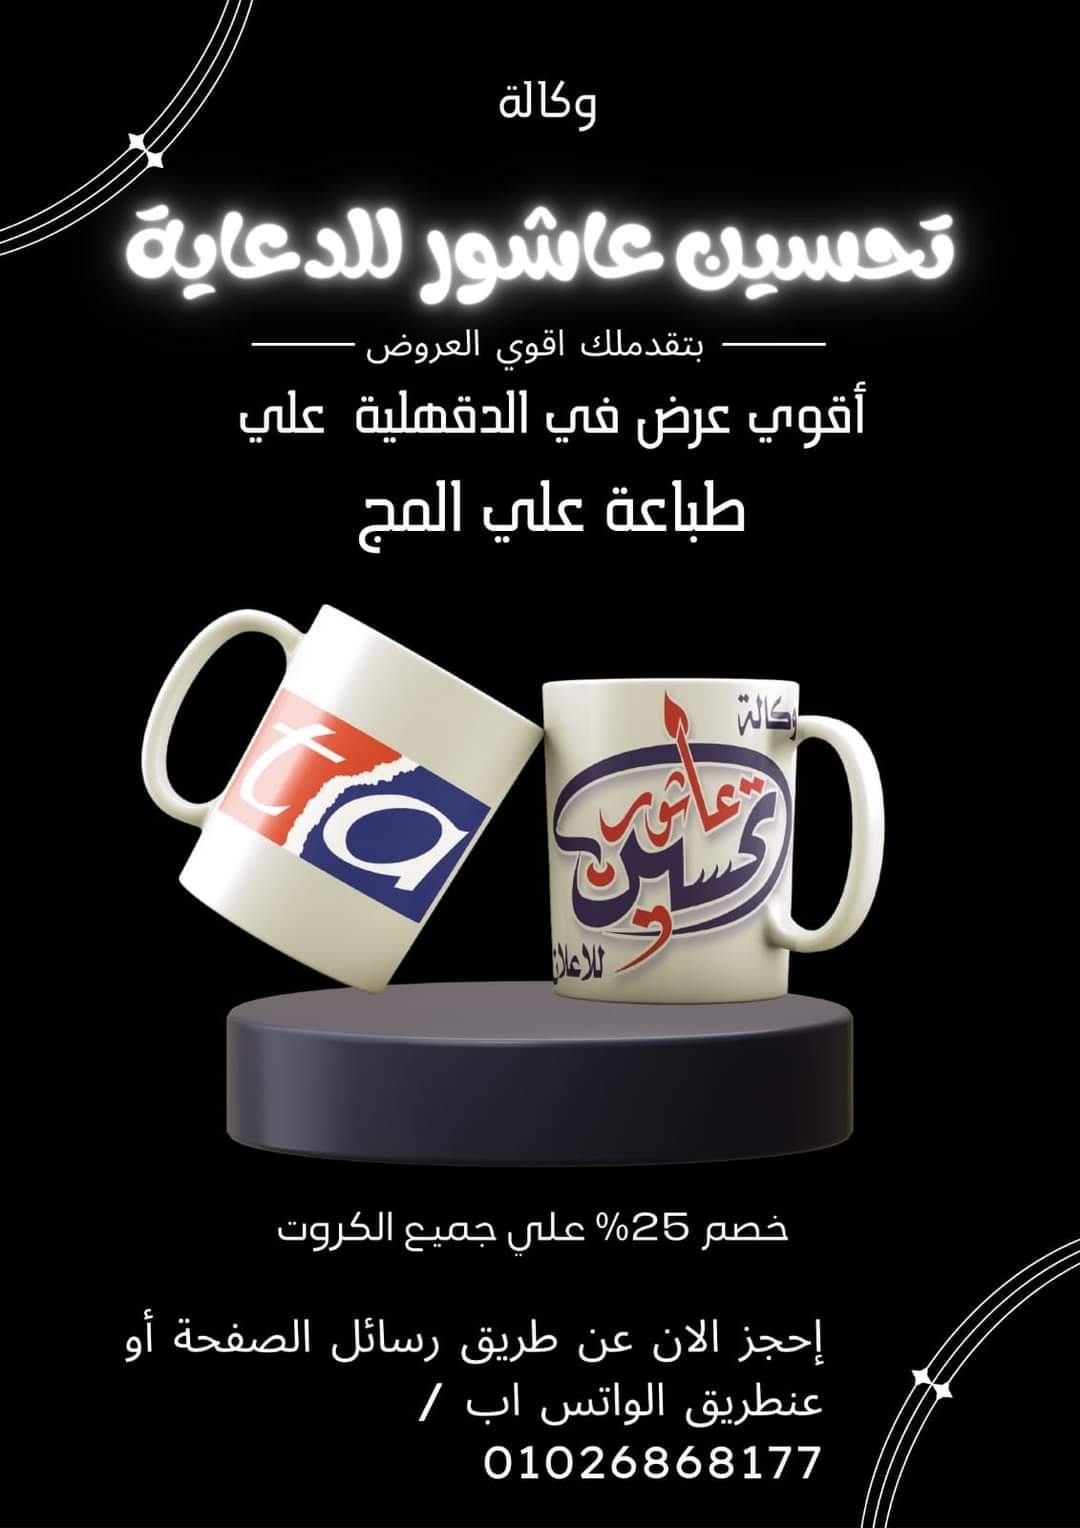 وكالة
تحسين عاشور للدعاية
بتقدملك اقوي العروض
أقوي عرض في الدقهلية علي
طباعة علي المج
ta
وكالة
عاشور
تحسين
للاعلان
خصم 25% علي جميع الكروت
إحجز الان عن طريق رسائل الصفحة أو
عنطريق الواتس اب /
01026868177